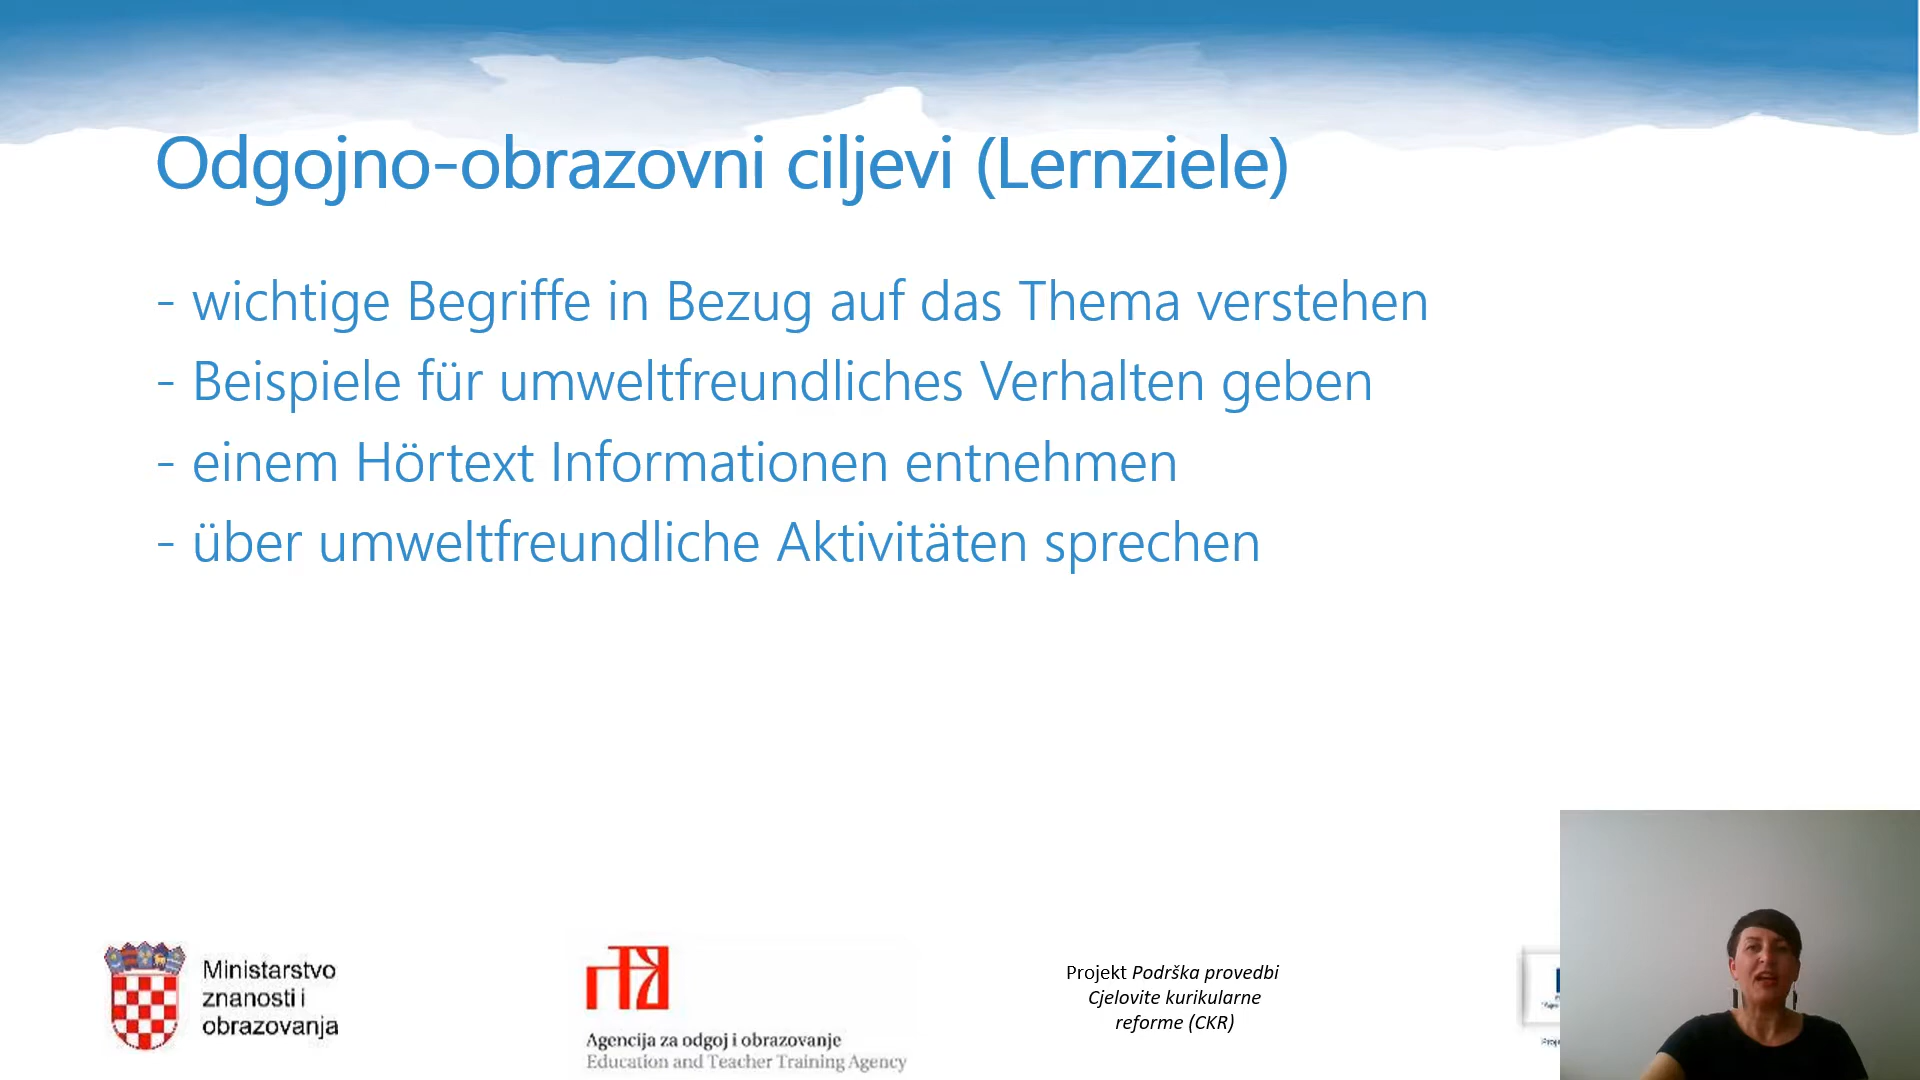 Odgojno-obrazovni ciljevi (Lernziele)
- wichtige Begriffe in Bezug auf das Thema verstehen
- Beispiele für umweltfreundliches Verhalten geben
- einem Hörtext Informationen entnehmen
- über umweltfreundliche Aktivitäten sprechen
Ministarstvo
znanosti i
obrazovanja
Agencija za odgoj i obrazovanje
Education and Teacher Training Agency
Projekt Podrška provedbi
Cjelovite kurikularne
reforme (CKR)